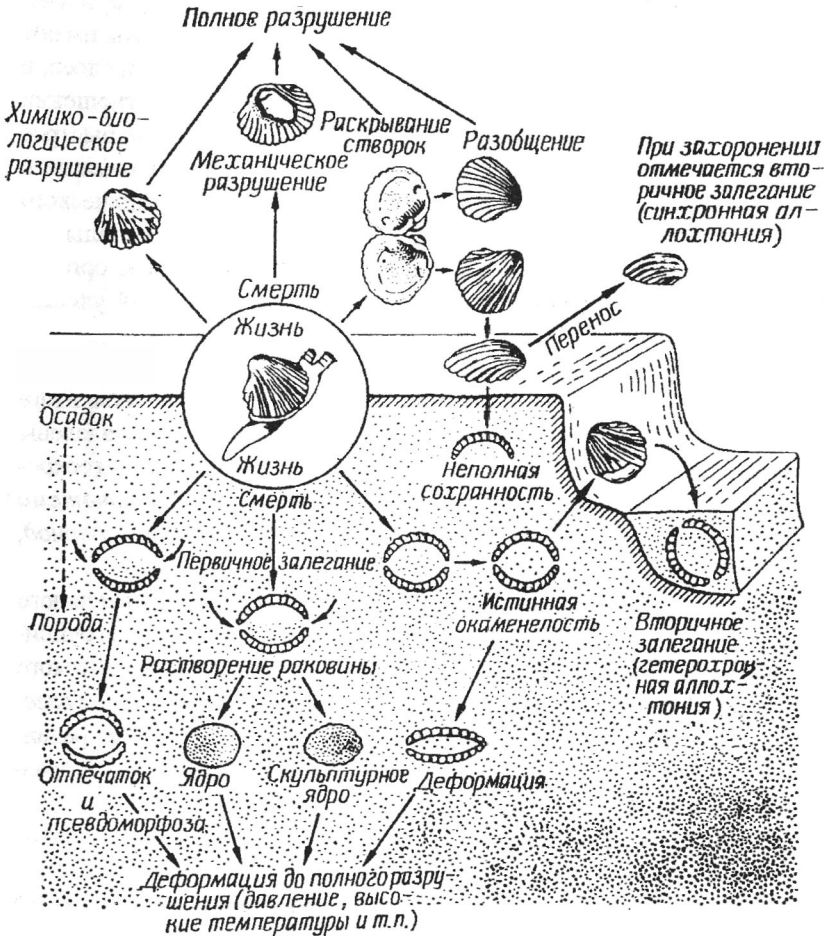 Полное разрушение
Химико-био-
логическое
разрушение
Механическое
разрушение
Раскрывание
створок
Разобщение
При захоронении
отмечается вто-
ричное залегание
(синхронная ал-
лохтония)
Смерть
Жизнь
Перенос
Осадок
Жизнь
Смерть
Неполная
сохранность
Первичное залегание
Порода
Истинная
окаменелость
Вторичное
залегание
(гетерохрон-
ная аллох-
тония)
Растворение раковины
Отпечаток
и
псевдоморфоза
Ядро
Скульптурное
ядро
Деформация
Деформация до полного разру-
шения (давление, высо-
кие температуры и т.п.)